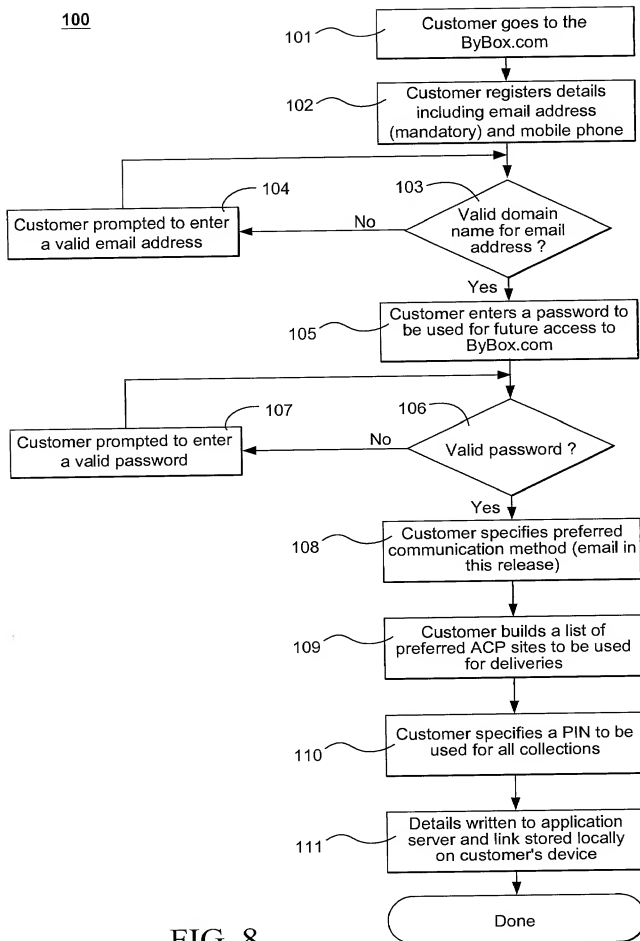 100
101
Customer goes to the
ByBox.com
102
Customer registers details
including email address
(mandatory) and mobile phone
103
Valid domain
name for email
address ?
No
104
Customer prompted to enter
a valid email address
Yes
105
Customer enters a password to
be used for future access to
ByBox.com
106
Valid password ?
No
107
Customer prompted to enter
a valid password
Yes
108
Customer specifies preferred
communication method (email in
this release)
109
Customer builds a list of
preferred ACP sites to be used
for deliveries
110
Customer specifies a PIN to be
used for all collections
111
Details written to application
server and link stored locally
on customer's device
Done
FIG. 8